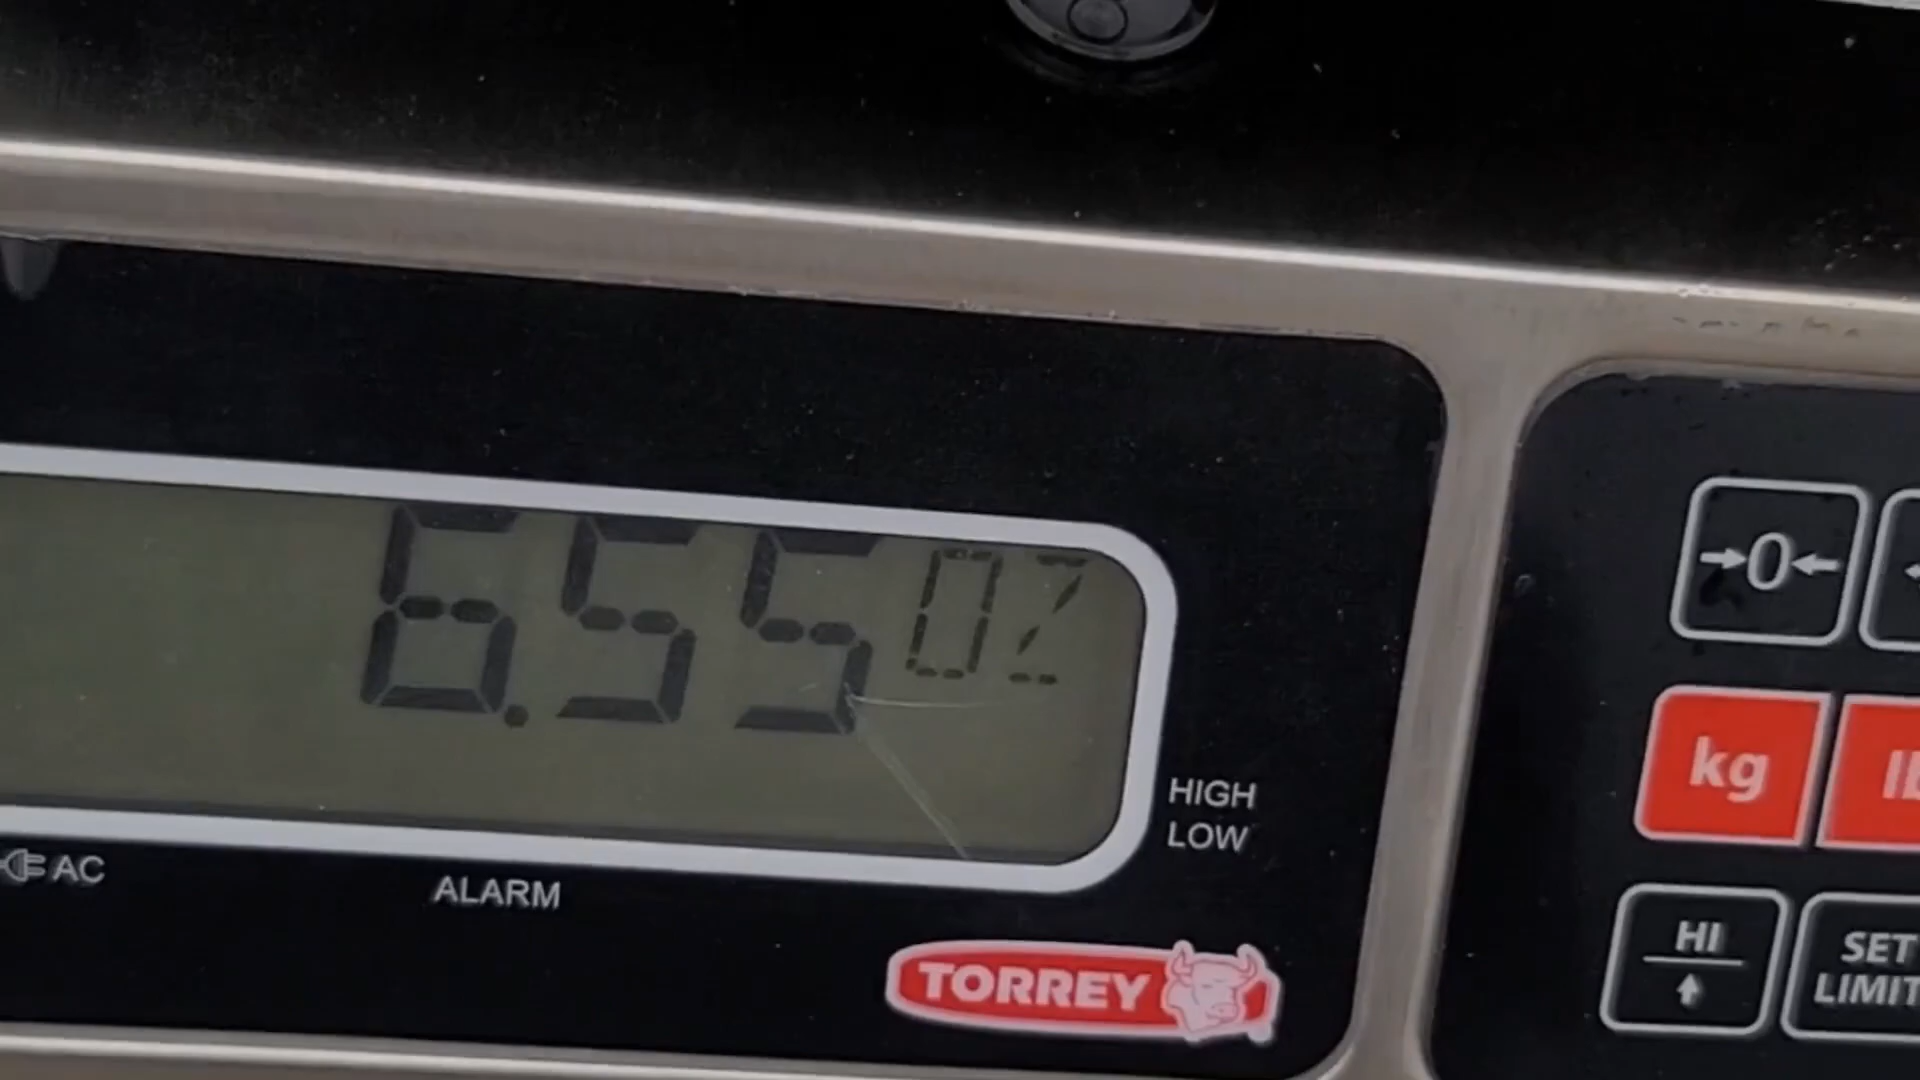 6.55 OZ
→0←
kg
HIGH
LOW
AC
ALARM
HI
SET
LIMIT
TORREY